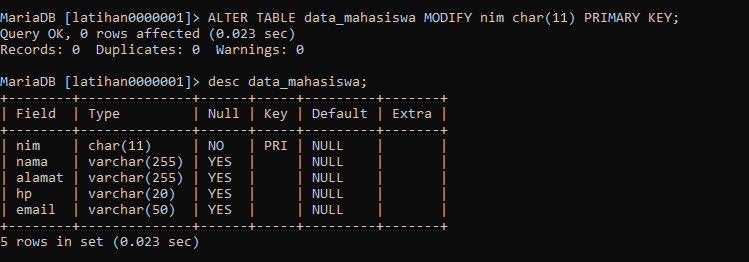 MariaDB [latihan0000001]> ALTER TABLE data_mahasiswa MODIFY nim char(11) PRIMARY KEY;
Query OK, 0 rows affected (0.023 sec)
Records: 0  Duplicates: 0  Warnings: 0

MariaDB [latihan0000001]> desc data_mahasiswa;
+--------+--------------+------+-----+---------+-------+
| Field  | Type         | Null | Key | Default | Extra |
+--------+--------------+------+-----+---------+-------+
| nim    | char(11)     | NO   | PRI | NULL    |       |
| nama   | varchar(255) | YES  |     | NULL    |       |
| alamat | varchar(255) | YES  |     | NULL    |       |
| hp     | varchar(20)  | YES  |     | NULL    |       |
| email  | varchar(50)  | YES  |     | NULL    |       |
+--------+--------------+------+-----+---------+-------+
5 rows in set (0.023 sec)